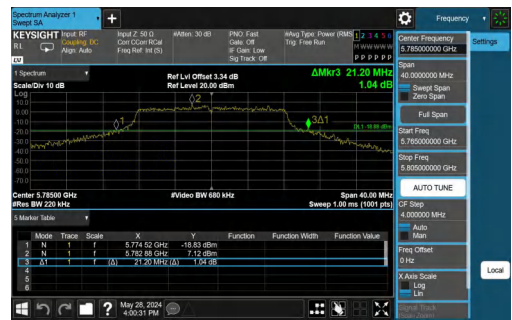 Spectrum Analyzer 1
Swept SA
Frequency
KEYSIGHT Input: RF Input Z: 50 Ω #Atten: 30 dB PNO: Fast #Avg Type: Power (RMS 1 2 3 4 5 6
R L Coupling: DC Corr CCorr RCal Gate: Off Trig: Free Run
Align: Auto Freq Ref: Int (S) IF Gain: Low M W W W W W
Sig Track: Off P P P P P P
1 Spectrum Ref Lvl Offset 3.34 dB ΔMkr3 21.20 MHz
Scale/Div 10 dB Ref Level 20.00 dBm 1.04 dB
Log
10.0
0.00
-10.0
-20.0
-30.0
-40.0
-50.0
-60.0
-70.0
1
2
3Δ1
Center 5.78500 GHz #Video BW 680 kHz Span 40.00 MHz
#Res BW 220 kHz Sweep 1.00 ms (1001 pts)
5 Marker Table
Mode Trace Scale X Y Function Function Width Function Value
1 N 1 f 5.774 52 GHz -18.83 dBm
2 N 1 f 5.782 88 GHz 7.12 dBm
3 Δ1 1 f (Δ) 21.20 MHz (Δ) 1.04 dB
4
5
6
May 28, 2024
4:00:31 PM
Center Frequency
5.785000000 GHz
Settings
Span
40.0000000 MHz
Swept Span
Zero Span
Full Span
Start Freq
5.765000000 GHz
Stop Freq
5.805000000 GHz
AUTO TUNE
CF Step
4.000000 MHz
Auto
Man
Freq Offset
0 Hz
X Axis Scale
Log
Lin
Local
Signal Track